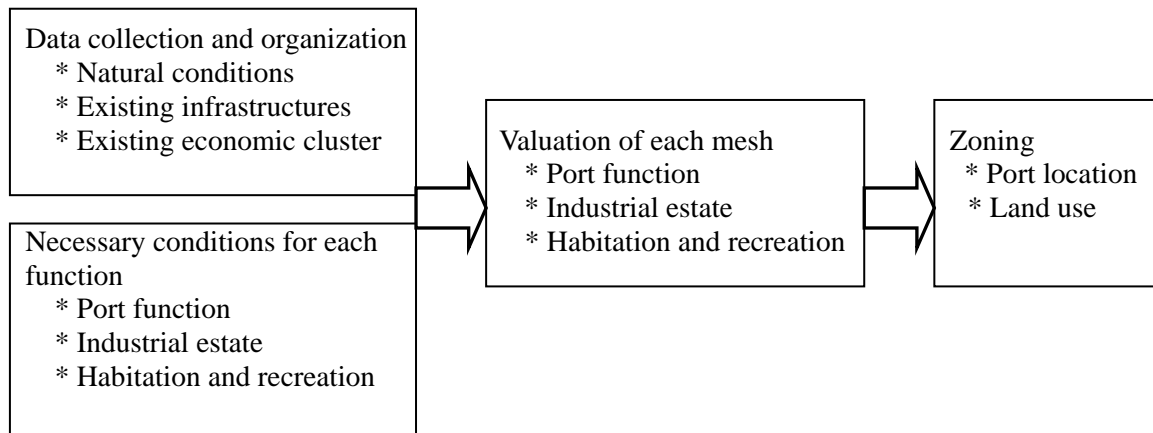 Data collection and organization
* Natural conditions
* Existing infrastructures
* Existing economic cluster
Necessary conditions for each
function
* Port function
* Industrial estate
* Habitation and recreation
Valuation of each mesh
* Port function
* Industrial estate
* Habitation and recreation
Zoning
* Port location
* Land use